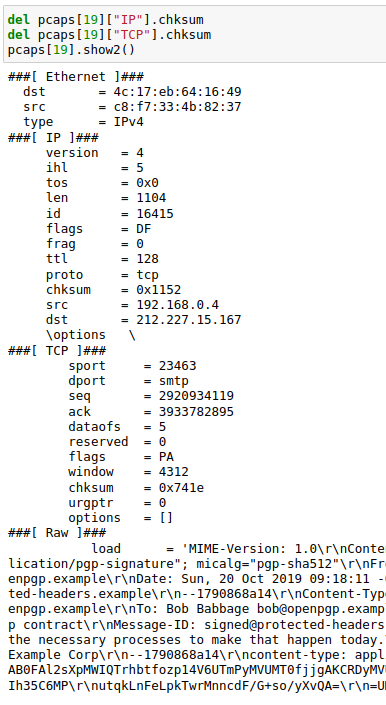 del pcaps[19]["IP"].chksum
del pcaps[19]["TCP"].chksum
pcaps[19].show2()
###[ Ethernet ]###
dst = 4c:17:eb:64:16:49
src = c8:f7:33:4b:82:37
type = IPv4
###[ IP ]###
version = 4
ihl = 5
tos = 0x0
len = 1104
id = 16415
flags = DF
frag = 0
ttl = 128
proto = tcp
chksum = 0x1152
src = 192.168.0.4
dst = 212.227.15.167
\options \
###[ TCP ]###
sport = 23463
dport = smtp
seq = 2920934119
ack = 3933782895
dataofs = 5
reserved = 0
flags = PA
window = 4312
chksum = 0x741e
urgptr = 0
options = []
###[ Raw ]###
load = 'MIME-Version: 1.0\r\nConte
lication/pgp-signature"; micalg="pgp-sha512"\r\nFro
enpgp.example\r\nDate: Sun, 20 Oct 2019 09:18:11 -
ted-headers.example\r\n--1790868a14\r\nContent-Type
enpgp.example\r\nTo: Bob Babbage bob@openpgp.examp
p contract\r\nMessage-ID: signed@protected-headers
the necessary processes to make that happen today.
Example Corp\r\n--1790868a14\r\ncontent-type: appl
AB0FAl2sXpMWIQTrhbtfozp14V6UTmPyMVUMT0fjjgAKCRDyMVU
Ih35C6MP\r\nutqkLnFeLpkTwrMnncdF/G+so/yXvQA=\r\n=U